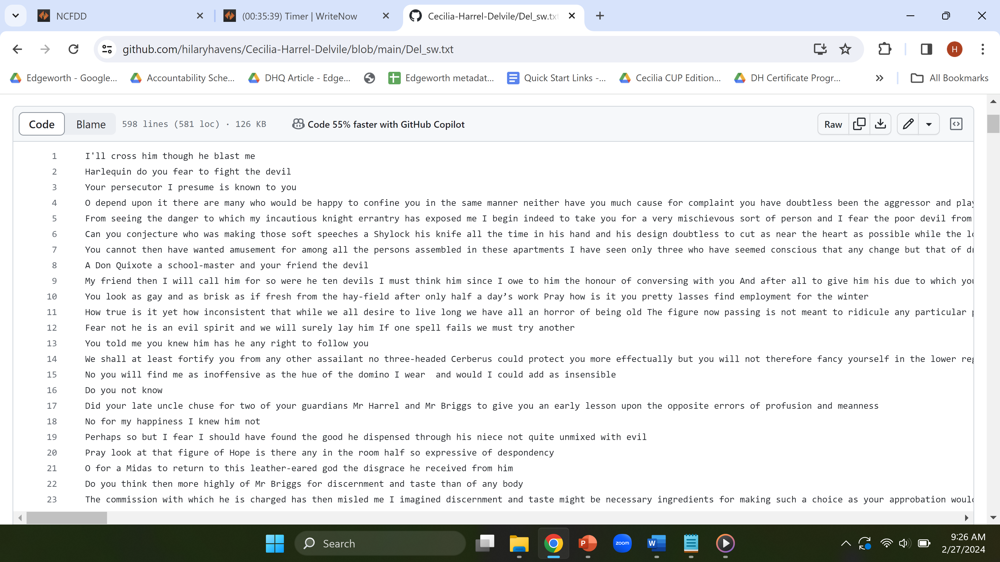 NCFDD
(00:35:39) Timer | WriteNow
Cecilia-Harrel-Delvile/Del_sw.txt
github.com/hilaryhavens/Cecilia-Harrel-Delvile/blob/main/Del_sw.txt
H
Edgeworth - Google...
Accountability Sche...
DHQ Article - Edge...
Edgeworth metadat...
Quick Start Links -...
Cecilia CUP Edition...
DH Certificate Progr...
All Bookmarks
Code
Blame
598 lines (581 loc) · 126 KB
Code 55% faster with GitHub Copilot
Raw
1 I'll cross him though he blast me
2 Harlequin do you fear to fight the devil
3 Your persecutor I presume is known to you
4 O depend upon it there are many who would be happy to confine you in the same manner neither have you much cause for complaint you have doubtless been the aggressor and play
5 From seeing the danger to which my incautious knight errantry has exposed me I begin indeed to take you for a very mischievous sort of person and I fear the poor devil from
6 Can you conjecture who was making those soft speeches a Shylock his knife all the time in his hand and his design doubtless to cut as near the heart as possible while the
7 You cannot then have wanted amusement for among all the persons assembled in these apartments I have seen only three who have seemed conscious that any change but that of
8 A Don Quixote a school-master and your friend the devil
9 My friend then I will call him for so were he ten devils I must think him since I owe to him the honour of conversing with you And after all to give him his due to which you
10 You look as gay and as brisk as if fresh from the hay-field after only half a day’s work Pray how is it you pretty lasses find employment for the winter
11 How true is it yet how inconsistent that while we all desire to live long we have all an horror of being old The figure now passing is not meant to ridicule any particular
12 Fear not he is an evil spirit and we will surely lay him If one spell fails we must try another
13 You told me you knew him has he any right to follow you
14 We shall at least fortify you from any other assailant no three-headed Cerberus could protect you more effectually but you will not therefore fancy yourself in the lower reg
15 No you will find me as inoffensive as the hue of the domino I wear  and would I could add as insensible
16 Do you not know
17 Did your late uncle chuse for two of your guardians Mr Harrel and Mr Briggs to give you an early lesson upon the opposite errors of profusion and meanness
18 No for my happiness I knew him not
19 Perhaps so but I fear I should have found the good he dispensed through his niece not quite unmixed with evil
20 Pray look at that figure of Hope is there any in the room half so expressive of despondency
21 O for a Midas to return to this leather-eared god the disgrace he received from him
22 Do you think then more highly of Mr Briggs for discernment and taste than of any body
23 The commission with which he is charged has then misled me I imagined discernment and taste might be necessary ingredients for making such a choice as your approbation would
Search
P
zoom
W
9:26 AM
2/27/2024